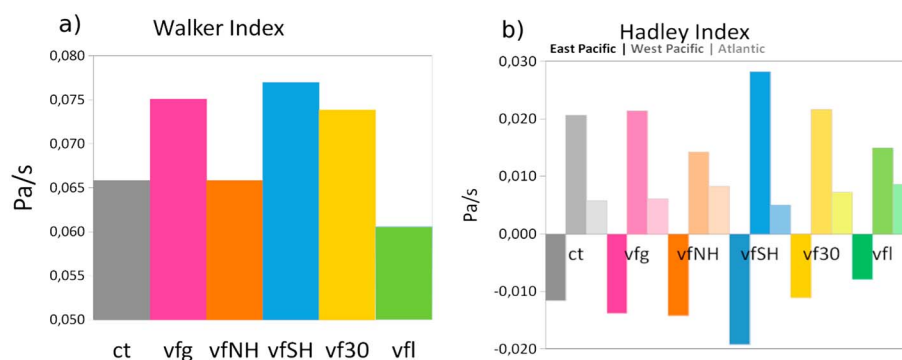 a)
Walker Index
0,080
0,075
0,070
0,065
0,060
0,055
0,050
Pa/s
ct vfg vfNH vfSH vf30 vfl
b)
Hadley Index
East Pacific | West Pacific | Atlantic
0,030
0,020
0,010
0,000
-0,010
-0,020
Pa/s
ct vfg vfNH vfSH vf30 vfl